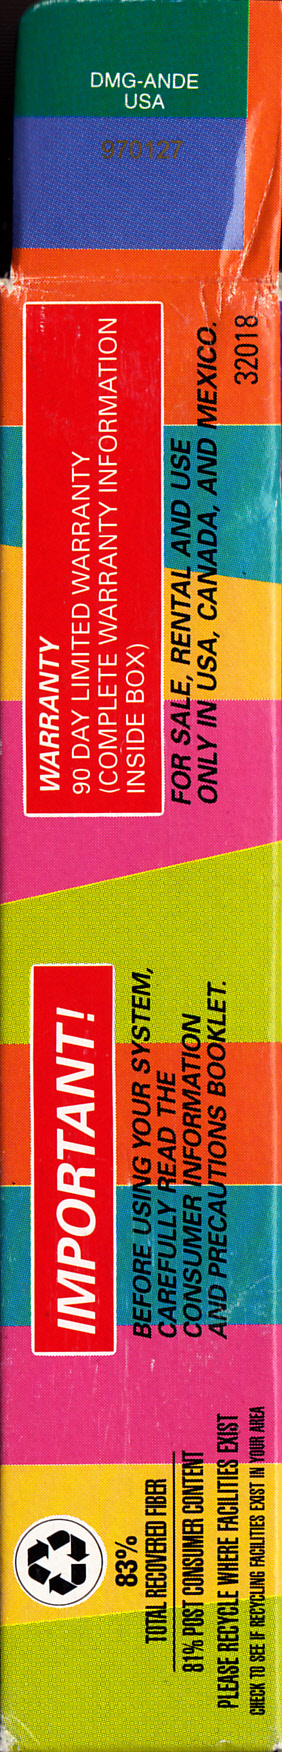 DMG-ANDE
USA
970127
32018
WARRANTY
90 DAY LIMITED WARRANTY
(COMPLETE WARRANTY INFORMATION
INSIDE BOX)
FOR SALE, RENTAL AND USE
ONLY IN USA, CANADA, AND MEXICO.
IMPORTANT!
BEFORE USING YOUR SYSTEM,
CAREFULLY READ THE
CONSUMER INFORMATION
AND PRECAUTIONS BOOKLET.
83%
TOTAL RECOVERED FIBER
81% POST CONSUMER CONTENT
PLEASE RECYCLE WHERE FACILITIES EXIST
CHECK TO SEE IF RECYCLING FACILITIES EXIST IN YOUR AREA